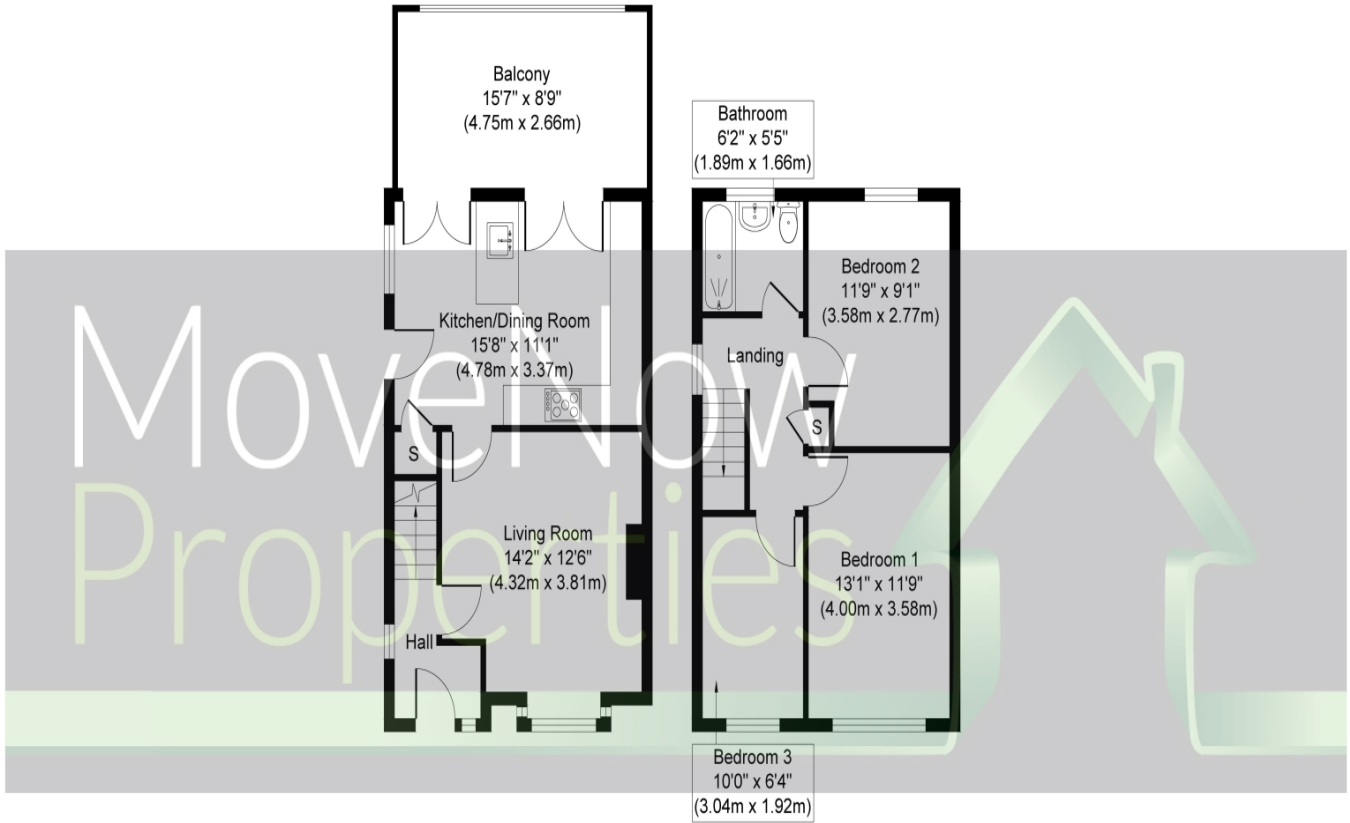 Balcony
15'7" x 8'9"
(4.75m x 2.66m)
Bathroom
6'2" x 5'5"
(1.89m x 1.66m)
Kitchen/Dining Room
15'8" x 11'1"
(4.78m x 3.37m)
Bedroom 2
11'9" x 9'1"
(3.58m x 2.77m)
Landing
S
S
Living Room
14'2" x 12'6"
(4.32m x 3.81m)
Bedroom 1
13'1" x 11'9"
(4.00m x 3.58m)
Hall
Bedroom 3
10'0" x 6'4"
(3.04m x 1.92m)
MoveNow
Properties